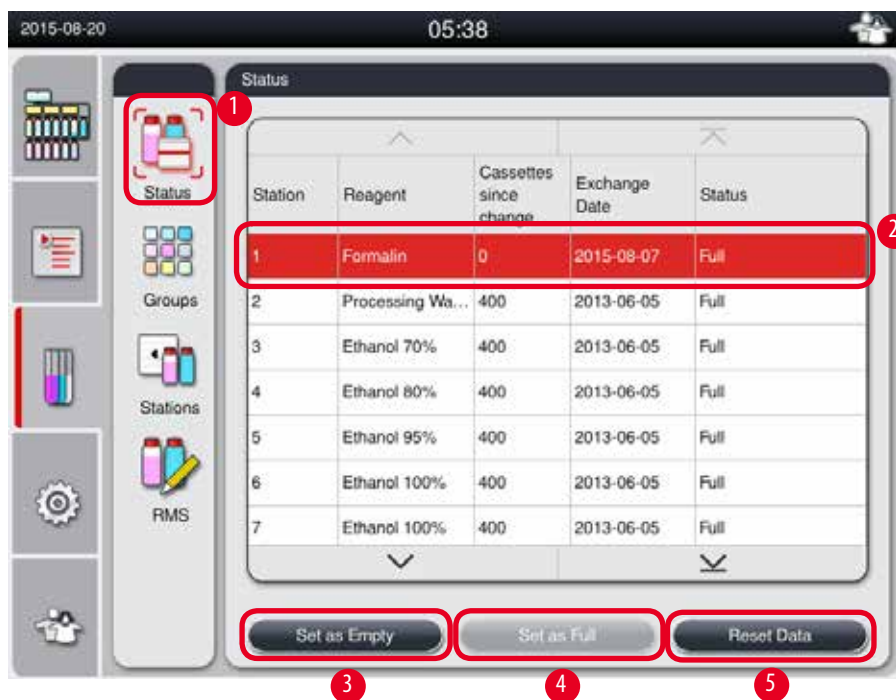 2015-08-20 05:38
Status
1
Status
Groups
Stations
RMS
Station Reagent Cassettes since change Exchange Date Status
2
1 Formalin 0 2015-08-07 Full
2 Processing Wa... 400 2013-06-05 Full
3 Ethanol 70% 400 2013-06-05 Full
4 Ethanol 80% 400 2013-06-05 Full
5 Ethanol 95% 400 2013-06-05 Full
6 Ethanol 100% 400 2013-06-05 Full
7 Ethanol 100% 400 2013-06-05 Full
Set as Empty Set as Full Reset Data
3 4 5